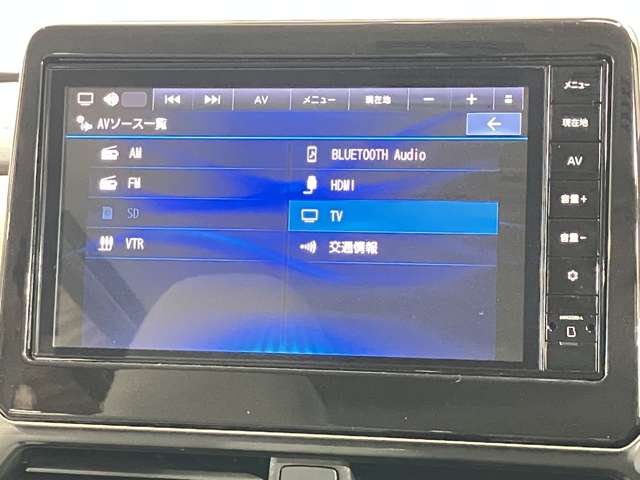 AV メニュー 現在地 − +
AVソース一覧
AM
FM
SD
VTR
BLUETOOTH Audio
HDMI
TV
交通情報
メニュー
現在地
AV
音量+
音量−